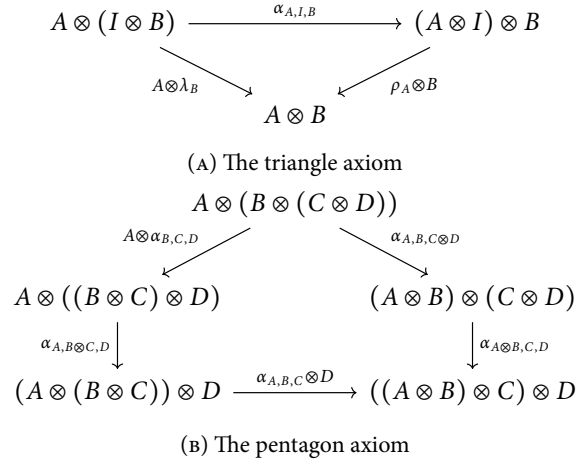 A ⊗ (I ⊗ B) α_{A,I,B} (A ⊗ I) ⊗ B
A⊗λ_B ρ_A⊗B
A ⊗ B
(A) The triangle axiom
A ⊗ (B ⊗ (C ⊗ D))
A⊗α_{B,C,D} α_{A,B,C⊗D}
A ⊗ ((B ⊗ C) ⊗ D) (A ⊗ B) ⊗ (C ⊗ D)
α_{A,B⊗C,D} α_{A⊗B,C,D}
(A ⊗ (B ⊗ C)) ⊗ D α_{A,B,C}⊗D ((A ⊗ B) ⊗ C) ⊗ D
(B) The pentagon axiom